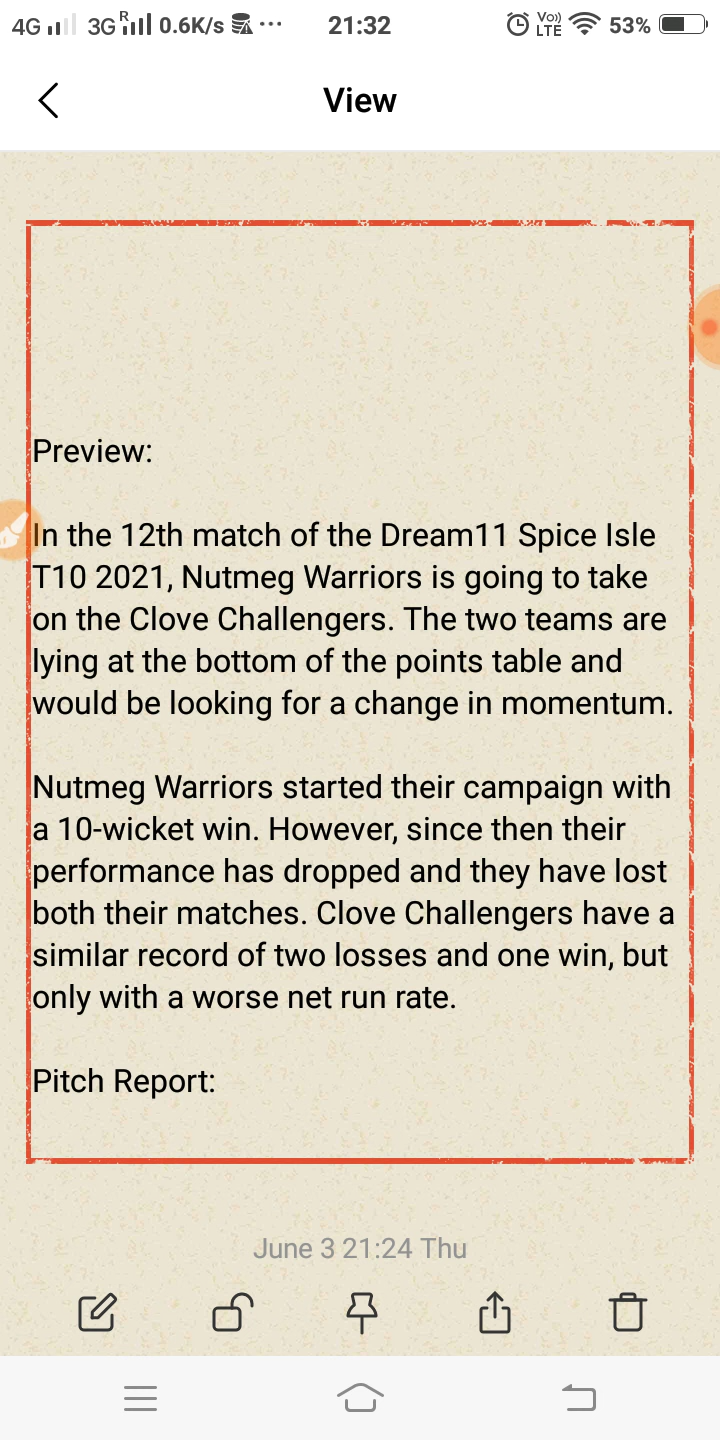 4G 3G R 0.6K/s ... 21:32 Vo)) LTE 53%
View
Preview:
In the 12th match of the Dream11 Spice Isle
T10 2021, Nutmeg Warriors is going to take
on the Clove Challengers. The two teams are
lying at the bottom of the points table and
would be looking for a change in momentum.
Nutmeg Warriors started their campaign with
a 10-wicket win. However, since then their
performance has dropped and they have lost
both their matches. Clove Challengers have a
similar record of two losses and one win, but
only with a worse net run rate.
Pitch Report:
June 3 21:24 Thu